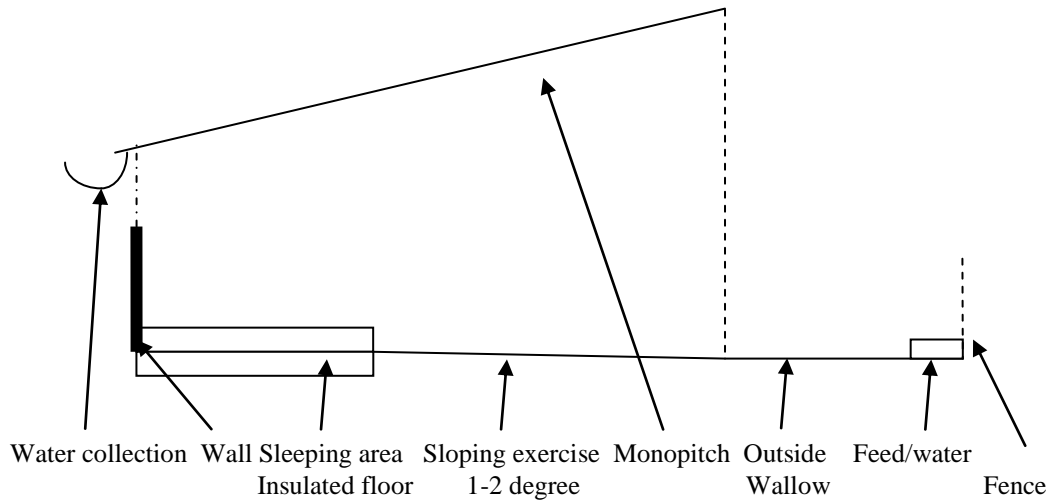 Water collection Wall Sleeping area Sloping exercise Monopitch Outside Feed/water
Insulated floor 1-2 degree Wallow Fence